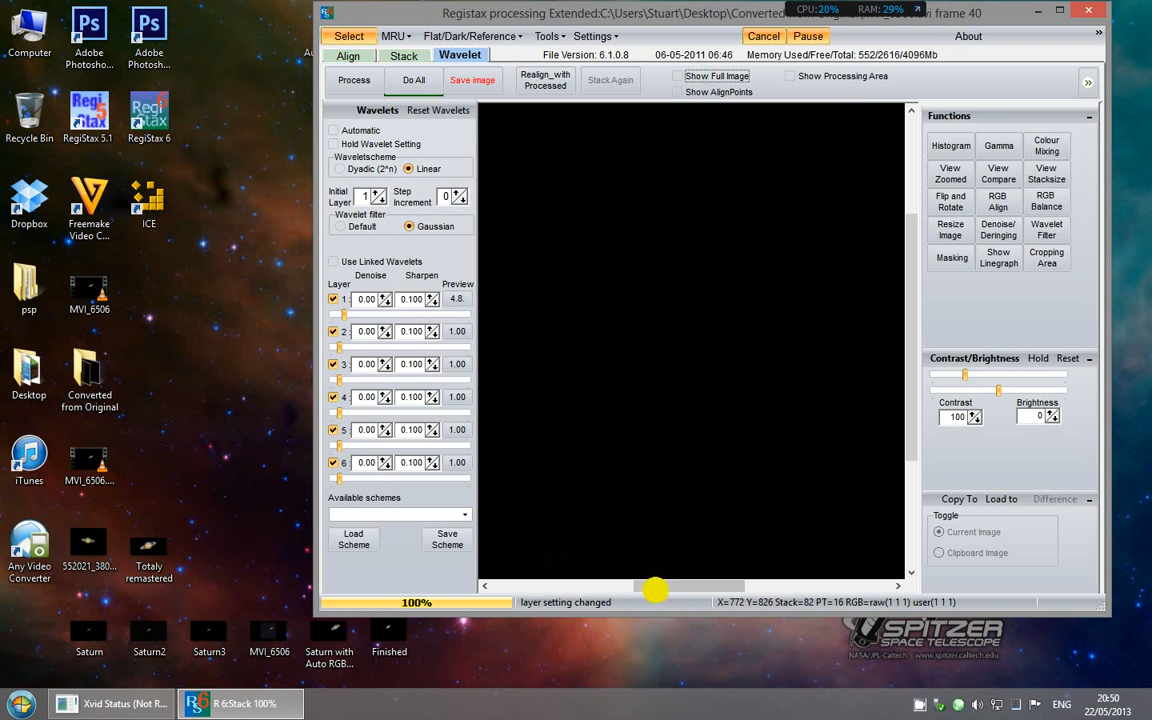 Registax processing Extended:C:\Users\Stuart\Desktop\Converted
avi frame 40
CPU:20% RAM: 29%
Select MRU Flat/Dark/Reference Tools Settings Cancel Pause About
Align Stack Wavelet File Version: 6.1.0.8 06-05-2011 06:46 Memory Used/Free/Total: 552/2616/4096Mb
Process Do All Save image Realign_with Processed Stack Again Show Full Image Show Processing Area
Show AlignPoints
Wavelets Reset Wavelets
Automatic
Hold Wavelet Setting
Waveletscheme
Dyadic (2^n) Linear
Initial Layer 1 Step Increment 0
Wavelet filter
Default Gaussian
Use Linked Wavelets
Denoise Sharpen
Layer Preview
1 : 0.00 0.100 4.8.
2 : 0.00 0.100 1.00
3 : 0.00 0.100 1.00
4 : 0.00 0.100 1.00
5 : 0.00 0.100 1.00
6 : 0.00 0.100 1.00
Available schemes
Load Scheme Save Scheme
100% layer setting changed X=772 Y=826 Stack=82 PT=16 RGB=raw(1 1 1) user(1 1 1)
Functions
Histogram Gamma Colour Mixing
View Zoomed View Compare View Stacksize
Flip and Rotate RGB Align RGB Balance
Resize Image Denoise/ Deringing Wavelet Filter
Masking Show Linegraph Cropping Area
Contrast/Brightness Hold Reset
Contrast Brightness
100 0
Copy To Load to Difference
Toggle
Current Image
Clipboard Image
Computer
Adobe Photosh...
Adobe Photosh...
Recycle Bin
RegiStax 5.1
RegiStax 6
Dropbox
Freemake Video C...
ICE
psp
MVI_6506
Desktop
Converted from Original
iTunes
MVI_6506....
Any Video Converter
552021_380...
Totaly remastered
Saturn
Saturn2
Saturn3
MVI_6506
Saturn with Auto RGB...
Finished
SPITZER
SPACE TELESCOPE
NASA/JPL-Caltech www.spitzer.caltech.edu
Xvid Status (Not R... R 6:Stack 100%
ENG
20:50
22/05/2013